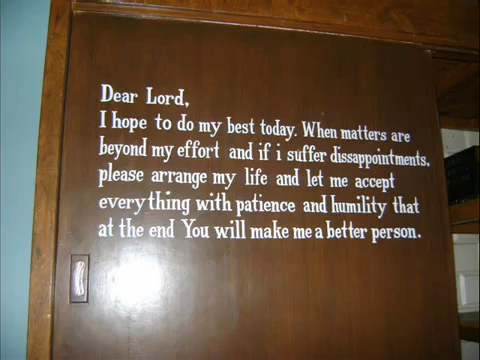 Dear Lord,
I hope to do my best today. When matters are
beyond my effort and if i suffer dissappointments,
please arrange my life and let me accept
everything with patience and humility that
at the end You will make me a better person.